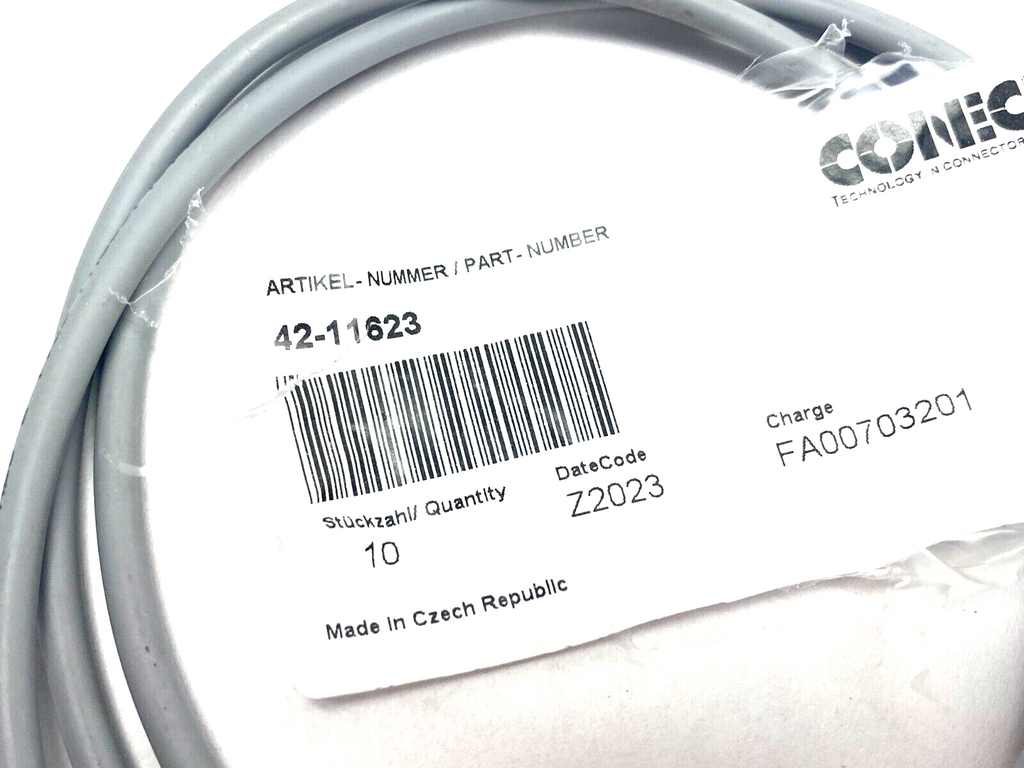 CONEC
TECHNOLOGY IN CONNECTOR
ARTIKEL-NUMMER / PART-NUMBER
42-11623
Charge
FA00703201
Stückzahl/ Quantity
10
DateCode
Z2023
Made in Czech Republic